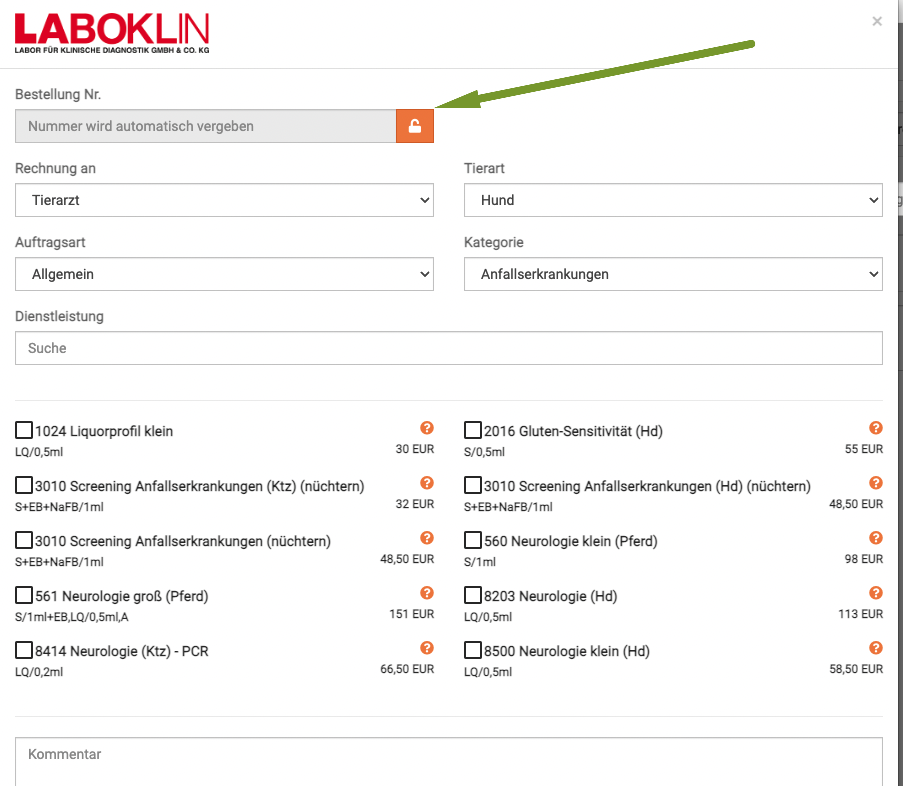 LABOKLIN
LABOR FÜR KLINISCHE DIAGNOSTIK GMBH & CO. KG
×
Bestellung Nr.
Nummer wird automatisch vergeben
Rechnung an
Tierarzt
Tierart
Hund
Auftragsart
Allgemein
Kategorie
Anfallserkrankungen
Dienstleistung
Suche
1024 Liquorprofil klein
LQ/0,5ml
30 EUR
2016 Gluten-Sensitivität (Hd)
S/0,5ml
55 EUR
3010 Screening Anfallserkrankungen (Ktz) (nüchtern)
S+EB+NaFB/1ml
32 EUR
3010 Screening Anfallserkrankungen (Hd) (nüchtern)
S+EB+NaFB/1ml
48,50 EUR
3010 Screening Anfallserkrankungen (nüchtern)
S+EB+NaFB/1ml
48,50 EUR
560 Neurologie klein (Pferd)
S/1ml
98 EUR
561 Neurologie groß (Pferd)
S/1ml+EB,LQ/0,5ml,A
151 EUR
8203 Neurologie (Hd)
LQ/0,5ml
113 EUR
8414 Neurologie (Ktz) - PCR
LQ/0,2ml
66,50 EUR
8500 Neurologie klein (Hd)
LQ/0,5ml
58,50 EUR
Kommentar